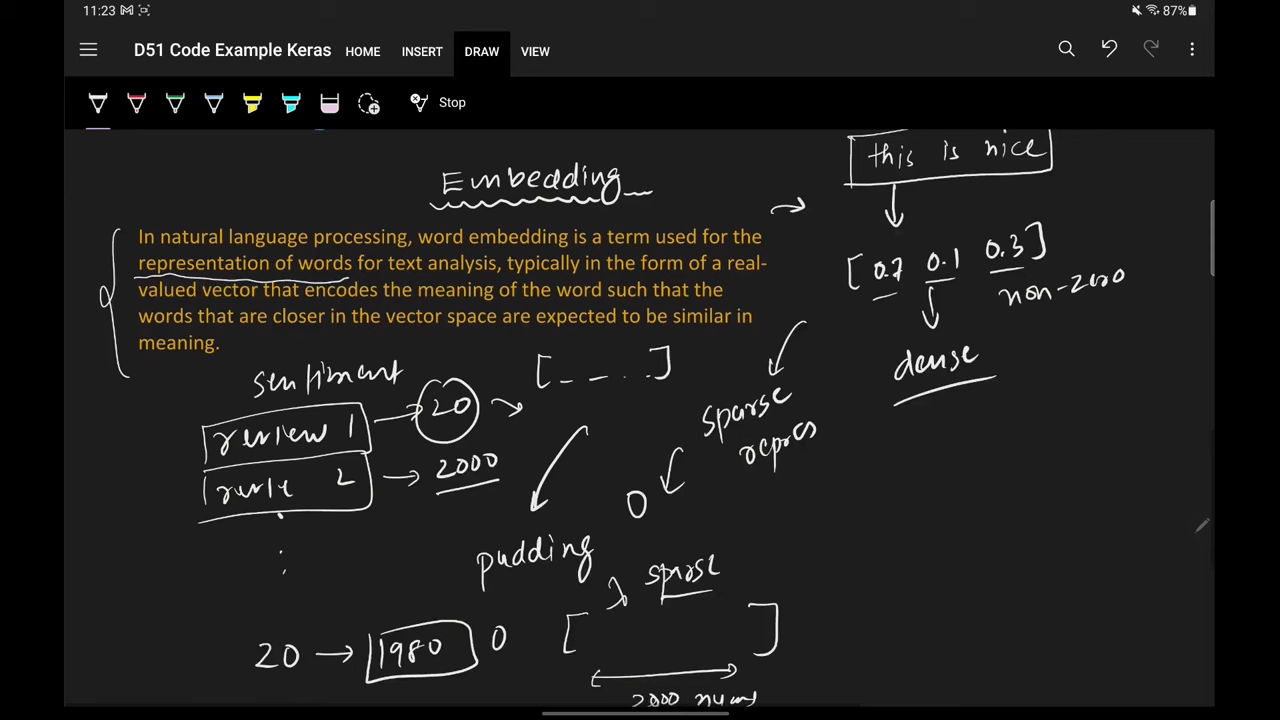 11:23 87%
D51 Code Example Keras HOME INSERT DRAW VIEW
Stop
this is nice
Embedding
In natural language processing, word embedding is a term used for the
representation of words for text analysis, typically in the form of a real-
valued vector that encodes the meaning of the word such that the
words that are closer in the vector space are expected to be similar in
meaning.
[0.7 0.1 0.3]
non-zero
dense
sentiment
[ _ _ . . ]
review 1 → 20 →
2 → 2000
sparse
repres
0
pudding
sparse
20 → 1980 0 [ ]
2000